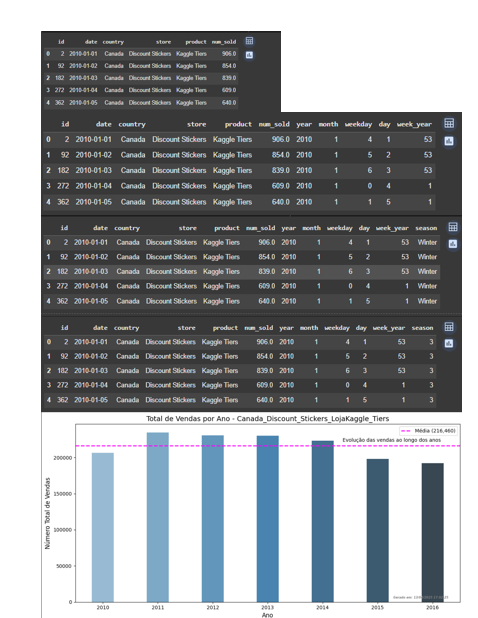 id date country store product num_sold
0 2 2010-01-01 Canada Discount Stickers Kaggle Tiers 906.0
1 92 2010-01-02 Canada Discount Stickers Kaggle Tiers 854.0
2 182 2010-01-03 Canada Discount Stickers Kaggle Tiers 839.0
3 272 2010-01-04 Canada Discount Stickers Kaggle Tiers 609.0
4 362 2010-01-05 Canada Discount Stickers Kaggle Tiers 640.0
id date country store product num_sold year month weekday day week_year
0 2 2010-01-01 Canada Discount Stickers Kaggle Tiers 906.0 2010 1 4 1 53
1 92 2010-01-02 Canada Discount Stickers Kaggle Tiers 854.0 2010 1 5 2 53
2 182 2010-01-03 Canada Discount Stickers Kaggle Tiers 839.0 2010 1 6 3 53
3 272 2010-01-04 Canada Discount Stickers Kaggle Tiers 609.0 2010 1 0 4 1
4 362 2010-01-05 Canada Discount Stickers Kaggle Tiers 640.0 2010 1 1 5 1
id date country store product num_sold year month weekday day week_year season
0 2 2010-01-01 Canada Discount Stickers Kaggle Tiers 906.0 2010 1 4 1 53 Winter
1 92 2010-01-02 Canada Discount Stickers Kaggle Tiers 854.0 2010 1 5 2 53 Winter
2 182 2010-01-03 Canada Discount Stickers Kaggle Tiers 839.0 2010 1 6 3 53 Winter
3 272 2010-01-04 Canada Discount Stickers Kaggle Tiers 609.0 2010 1 0 4 1 Winter
4 362 2010-01-05 Canada Discount Stickers Kaggle Tiers 640.0 2010 1 1 5 1 Winter
id date country store product num_sold year month weekday day week_year season
0 2 2010-01-01 Canada Discount Stickers Kaggle Tiers 906.0 2010 1 4 1 53 3
1 92 2010-01-02 Canada Discount Stickers Kaggle Tiers 854.0 2010 1 5 2 53 3
2 182 2010-01-03 Canada Discount Stickers Kaggle Tiers 839.0 2010 1 6 3 53 3
3 272 2010-01-04 Canada Discount Stickers Kaggle Tiers 609.0 2010 1 0 4 1 3
4 362 2010-01-05 Canada Discount Stickers Kaggle Tiers 640.0 2010 1 1 5 1 3
Total de Vendas por Ano - Canada_Discount_Stickers_LojaKaggle_Tiers
Média (216,460)
Evolução das vendas ao longo dos anos
200000
150000
100000
50000
0
Número Total de Vendas
2010 2011 2012 2013 2014 2015 2016
Ano